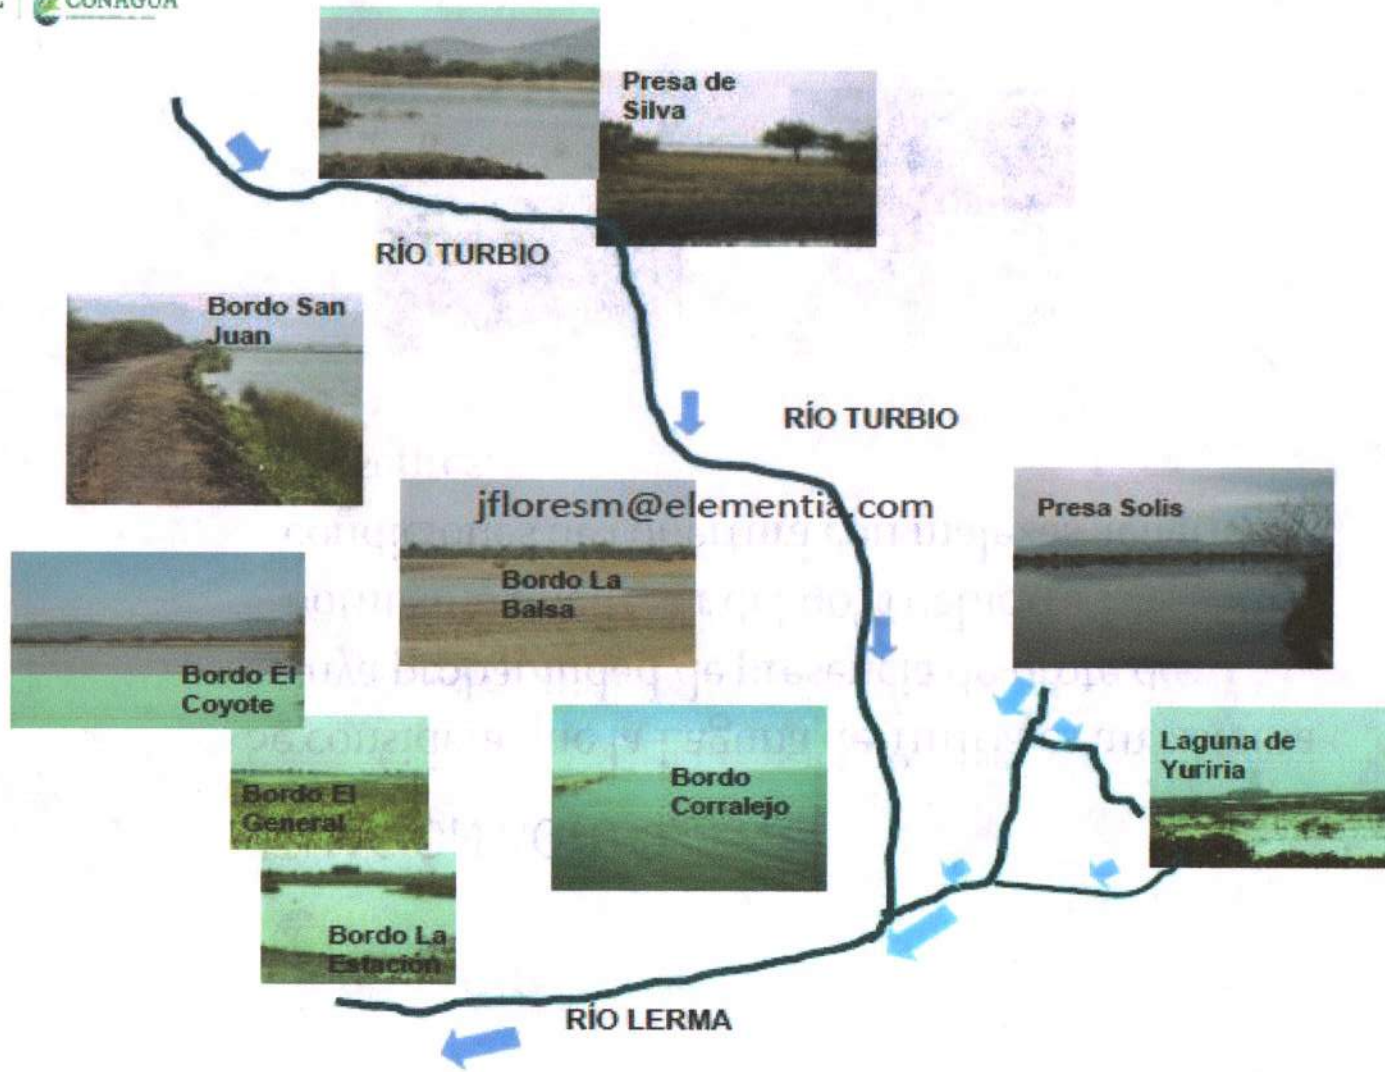 CONAGUA
Presa de
Silva
RÍO TURBIO
Bordo San
Juan
RÍO TURBIO
jfloresm@elementia.com
Presa Solis
Bordo La
Balsa
Bordo El
Coyote
Laguna de
Yuriria
Bordo El
General
Bordo
Corralejo
Bordo La
Estación
RÍO LERMA